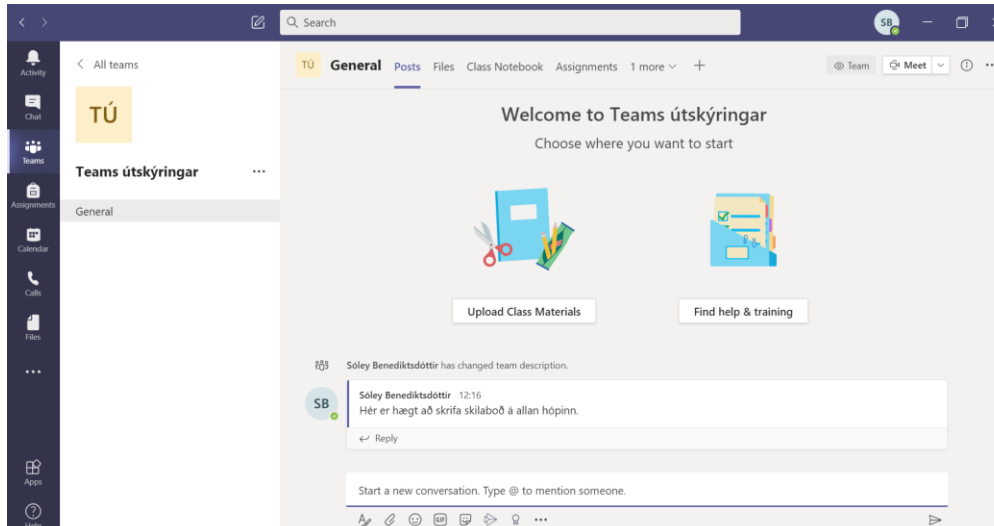 Search
SB
Activity
Chat
Teams
Assignments
Calendar
Calls
Files
Apps
Help
All teams
TÚ
Teams útskýringar
General
TÚ General Posts Files Class Notebook Assignments 1 more
Team Meet
Welcome to Teams útskýringar
Choose where you want to start
Upload Class Materials Find help & training
Sóley Benediktsdóttir has changed team description.
SB
Sóley Benediktsdóttir 12:16
Hér er hægt að skrifa skilaboð á allan hópinn.
Reply
Start a new conversation. Type @ to mention someone.
GIF